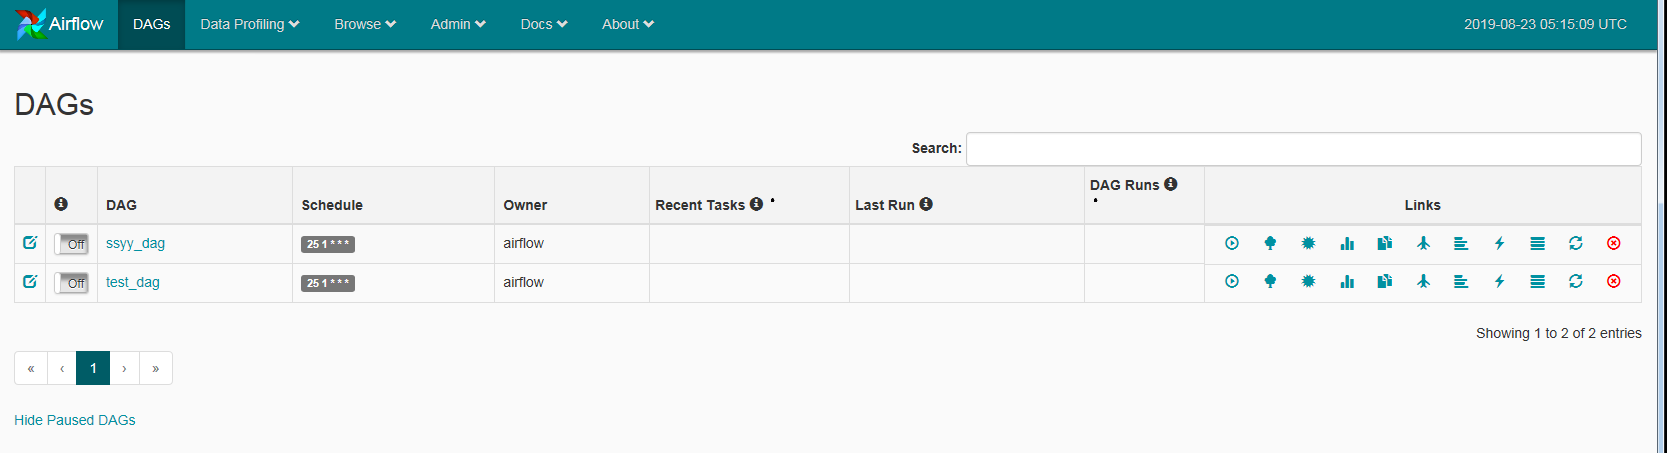 Airflow DAGs Data Profiling Browse Admin Docs About 2019-08-23 05:15:09 UTC
DAGs
Search:
DAG Schedule Owner Recent Tasks Last Run DAG Runs Links
Off ssyy_dag 25 1 * * * airflow
Off test_dag 25 1 * * * airflow
Showing 1 to 2 of 2 entries
« ‹ 1 › »
Hide Paused DAGs